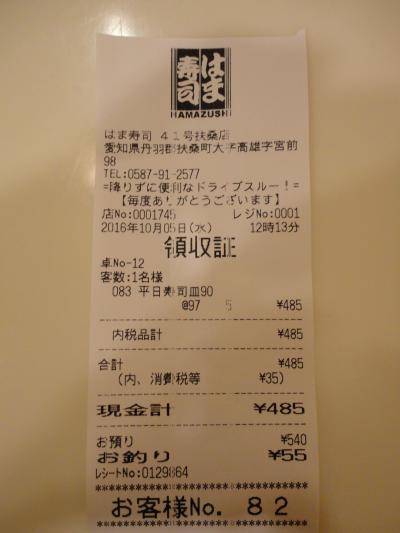 はま
寿司
HAMAZUSHI
はま寿司 41号扶桑店
愛知県丹羽郡扶桑町大字高雄字宮前
98
TEL:0587-91-2577
=降りずに便利なドライブスルー!=
【毎度ありがとうございます】
店No:0001745 レジNo:0001
2016年10月05日(水) 12時13分
領収証
卓No-12
客数:1名様
083 平日寿司皿90
@97 5 ¥485
内税品計 ¥485
合計 ¥485
(内、消費税等 ¥35)
現金計 ¥485
お預り ¥540
お釣り ¥55
レシートNo:0129864
お客様No. 82